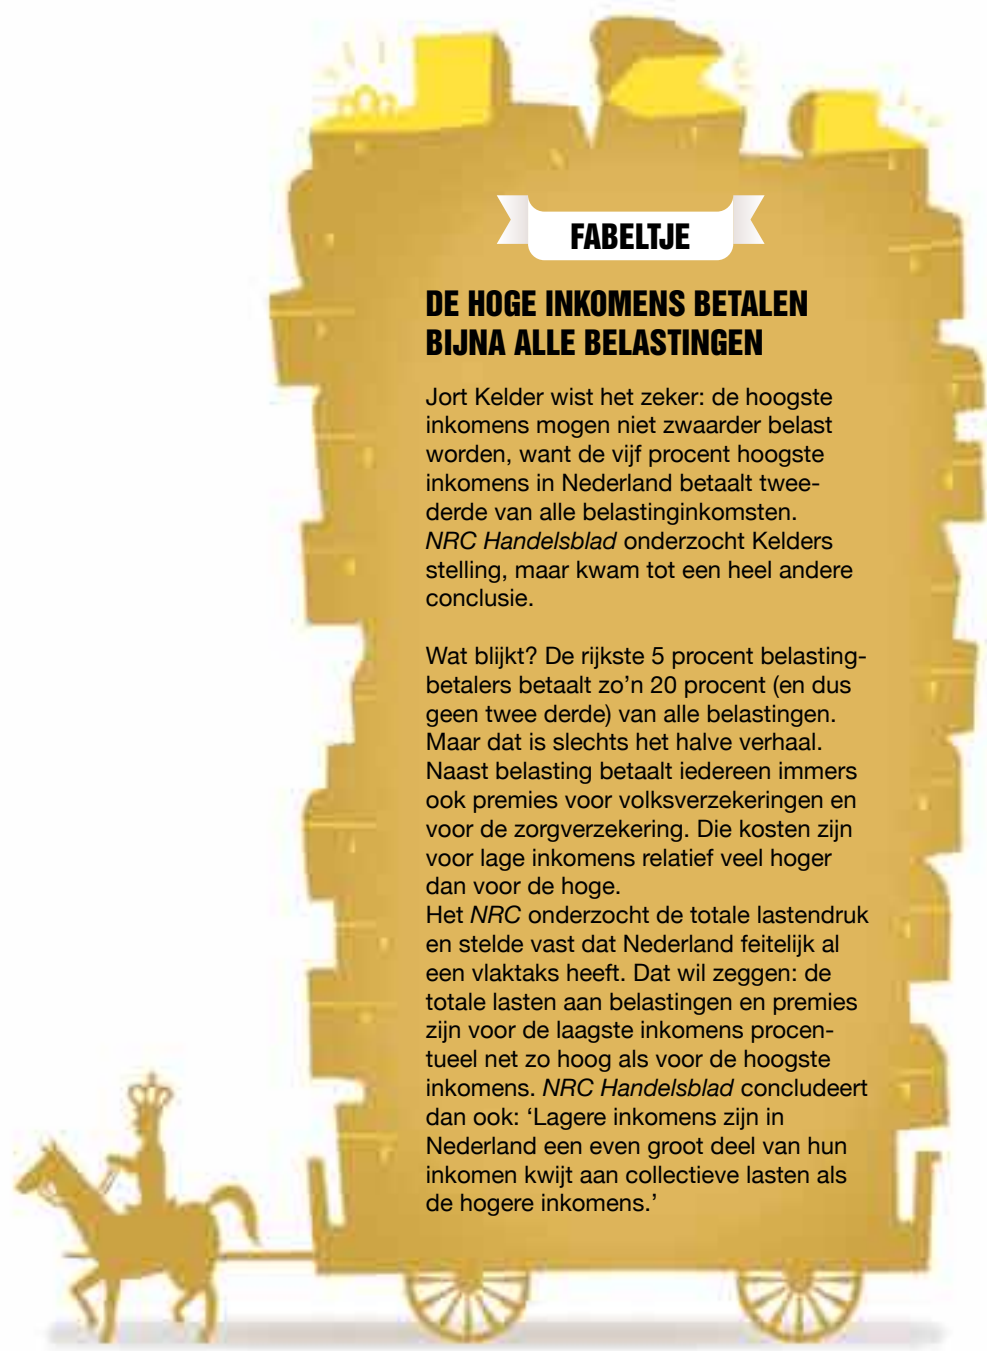 FABELTJE
DE HOGE INKOMENS BETALEN
BIJNA ALLE BELASTINGEN
Jort Kelder wist het zeker: de hoogste
inkomens mogen niet zwaarder belast
worden, want de vijf procent hoogste
inkomens in Nederland betaalt twee-
derde van alle belastinginkomsten.
NRC Handelsblad onderzocht Kelders
stelling, maar kwam tot een heel andere
conclusie.
Wat blijkt? De rijkste 5 procent belasting-
betalers betaalt zo’n 20 procent (en dus
geen twee derde) van alle belastingen.
Maar dat is slechts het halve verhaal.
Naast belasting betaalt iedereen immers
ook premies voor volksverzekeringen en
voor de zorgverzekering. Die kosten zijn
voor lage inkomens relatief veel hoger
dan voor de hoge.
Het NRC onderzocht de totale lastendruk
en stelde vast dat Nederland feitelijk al
een vlaktaks heeft. Dat wil zeggen: de
totale lasten aan belastingen en premies
zijn voor de laagste inkomens procen-
tueel net zo hoog als voor de hoogste
inkomens. NRC Handelsblad concludeert
dan ook: ‘Lagere inkomens zijn in
Nederland een even groot deel van hun
inkomen kwijt aan collectieve lasten als
de hogere inkomens.’